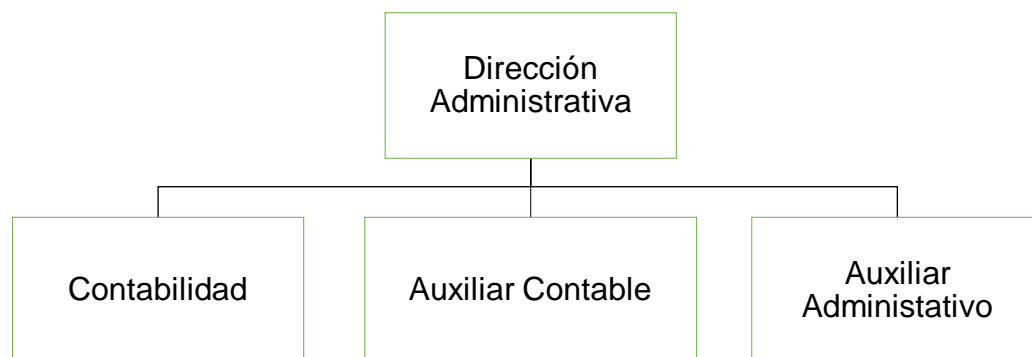 Dirección
Administrativa
Contabilidad
Auxiliar Contable
Auxiliar
Administativo